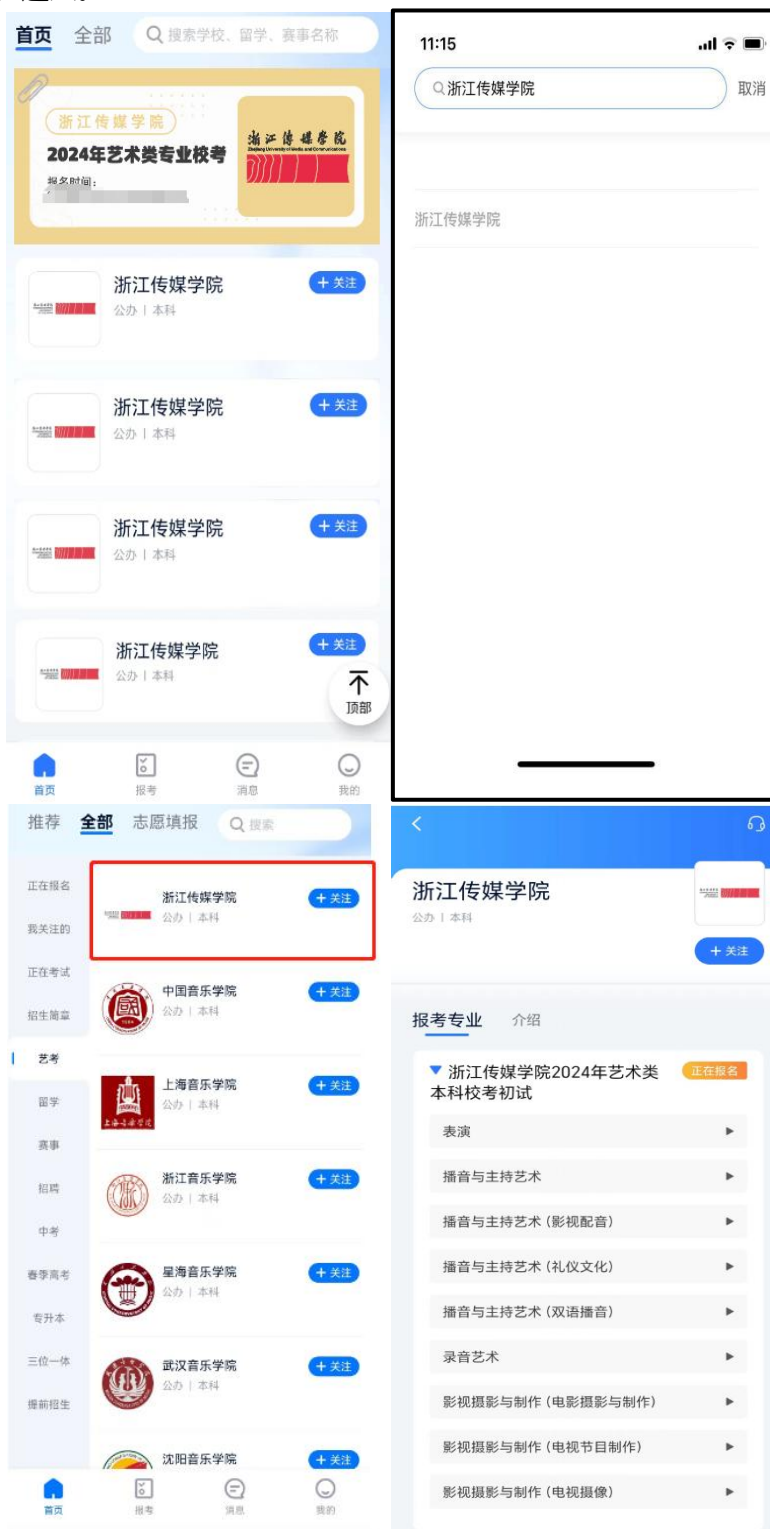 首页 全部 搜索学校、留学、赛事名称
浙江传媒学院
2024年艺术类专业校考
报名时间:
浙江传媒学院
浙江传媒学院
公办 | 本科
+ 关注
浙江传媒学院
公办 | 本科
+ 关注
浙江传媒学院
公办 | 本科
+ 关注
浙江传媒学院
公办 | 本科
+ 关注
顶部
首页 报考 消息 我的
11:15
浙江传媒学院 取消
浙江传媒学院
推荐 全部 志愿填报 搜索
正在报名
我关注的
正在考试
招生简章
艺考
留学
赛事
招聘
中考
春季高考
专升本
三位一体
提前招生
浙江传媒学院
公办 | 本科
+ 关注
中国音乐学院
公办 | 本科
+ 关注
上海音乐学院
公办 | 本科
+ 关注
浙江音乐学院
公办 | 本科
+ 关注
星海音乐学院
公办 | 本科
+ 关注
武汉音乐学院
公办 | 本科
+ 关注
沈阳音乐学院
+ 关注
首页 报考 消息 我的
浙江传媒学院
公办 | 本科
+ 关注
报考专业 介绍
浙江传媒学院2024年艺术类 正在报名
本科校考初试
表演
播音与主持艺术
播音与主持艺术 (影视配音)
播音与主持艺术 (礼仪文化)
播音与主持艺术 (双语播音)
录音艺术
影视摄影与制作 (电影摄影与制作)
影视摄影与制作 (电视节目制作)
影视摄影与制作 (电视摄像)